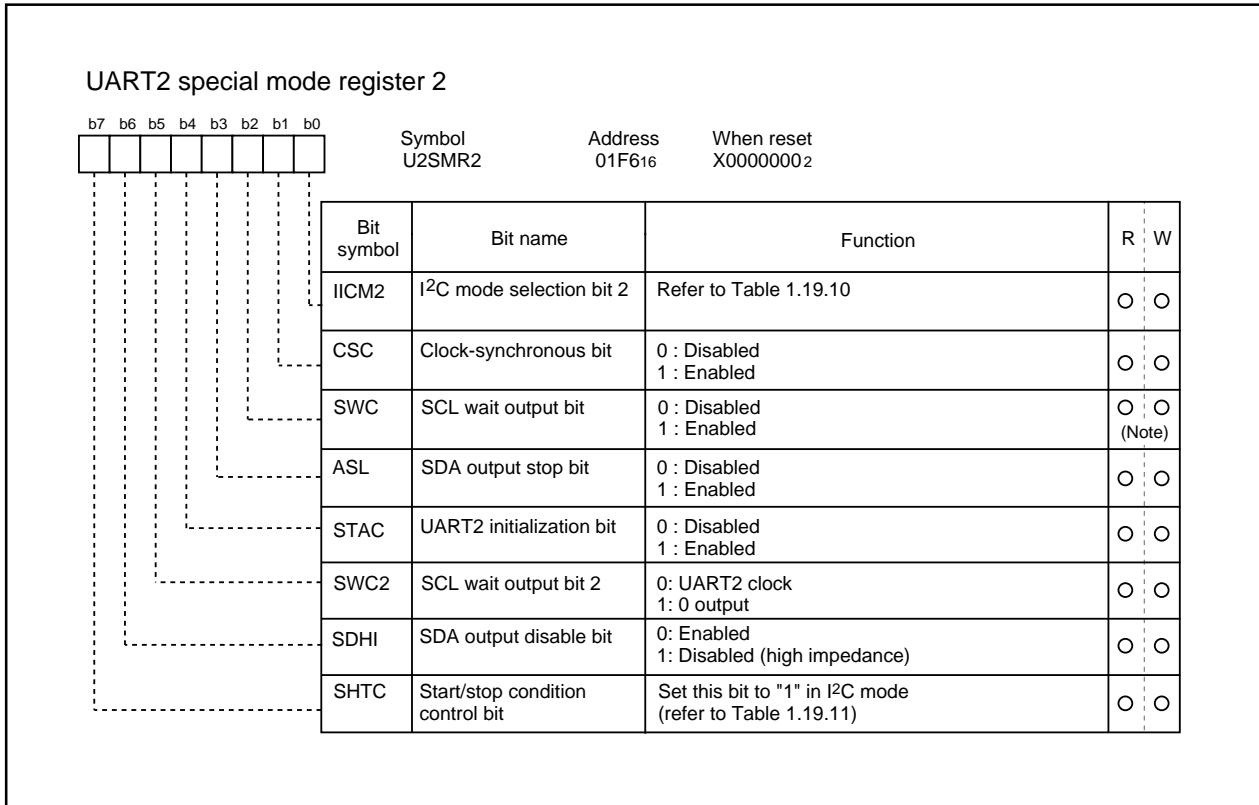 UART2 special mode register 2
b7 b6 b5 b4 b3 b2 b1 b0
Symbol Address When reset
U2SMR2 01F616 X00000002
Bit symbol Bit name Function R W
IICM2 I2C mode selection bit 2 Refer to Table 1.19.10
CSC Clock-synchronous bit 0 : Disabled
1 : Enabled
SWC SCL wait output bit 0 : Disabled
1 : Enabled
(Note)
ASL SDA output stop bit 0 : Disabled
1 : Enabled
STAC UART2 initialization bit 0 : Disabled
1 : Enabled
SWC2 SCL wait output bit 2 0: UART2 clock
1: 0 output
SDHI SDA output disable bit 0: Enabled
1: Disabled (high impedance)
SHTC Start/stop condition Set this bit to "1" in I2C mode
control bit (refer to Table 1.19.11)